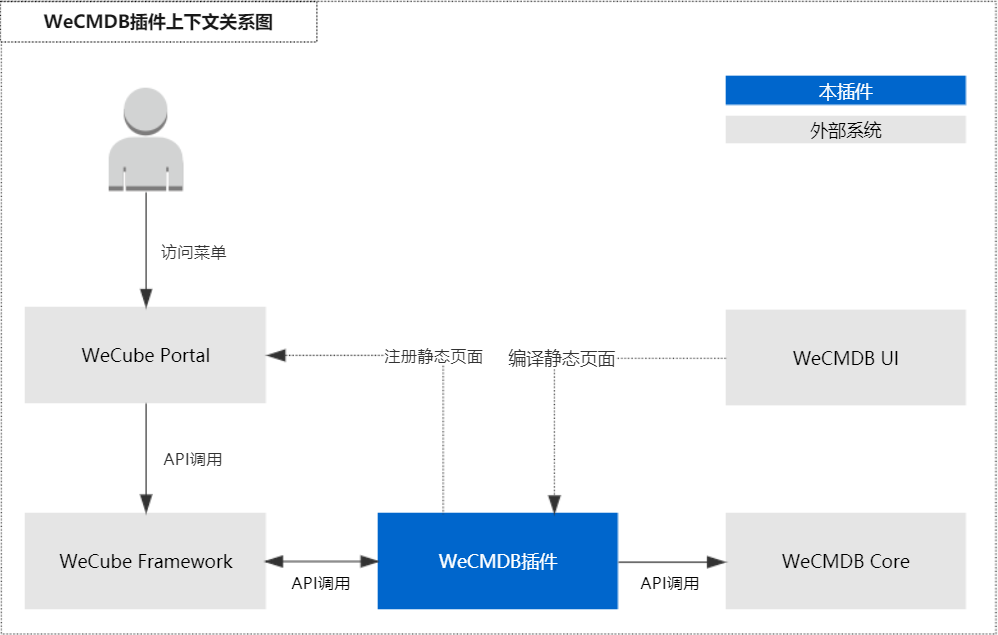 WeCMDB插件上下文关系图
本插件
外部系统
访问菜单
WeCube Portal
注册静态页面
编译静态页面
WeCMDB UI
API调用
WeCube Framework
API调用
WeCMDB插件
API调用
WeCMDB Core